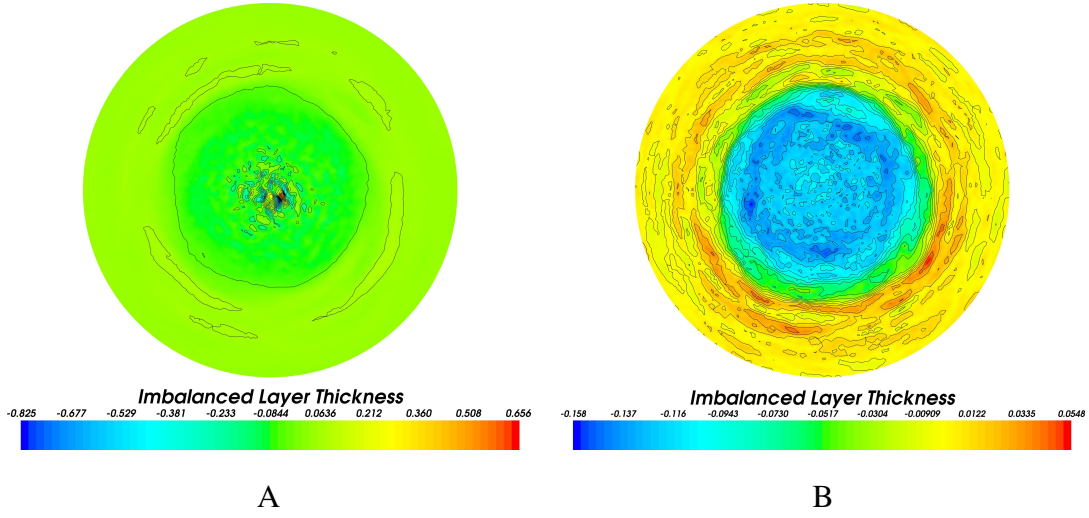 Imbalanced Layer Thickness
-0.825 -0.677 -0.529 -0.381 -0.233 -0.0844 0.0636 0.212 0.360 0.508 0.656
A
Imbalanced Layer Thickness
-0.158 -0.137 -0.116 -0.0943 -0.0730 -0.0517 -0.0304 -0.00909 0.0122 0.0335 0.0548
B